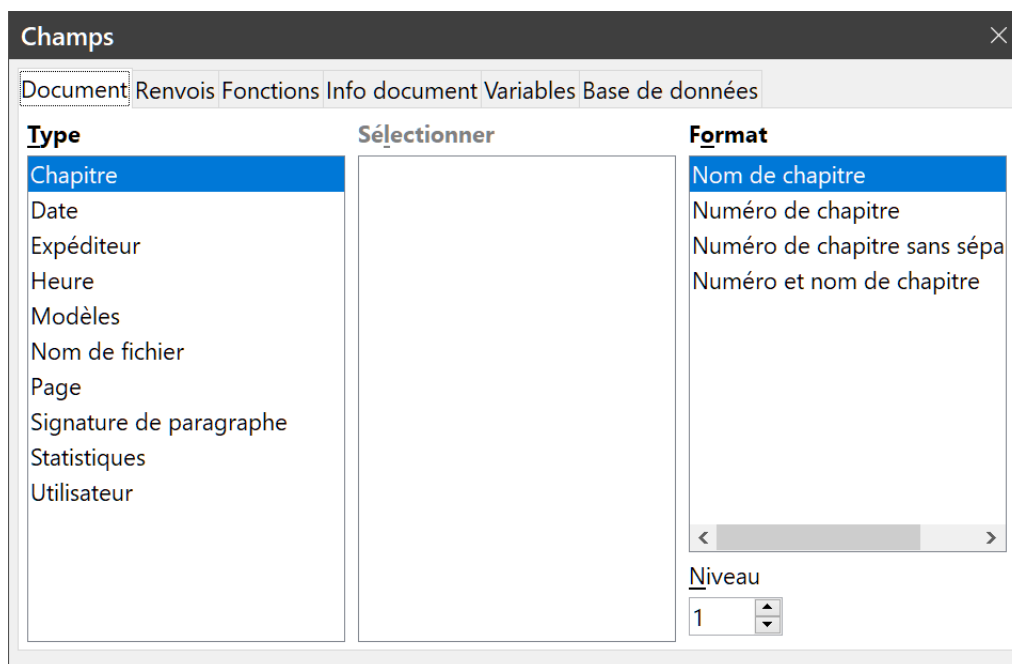 Champs
Document Renvois Fonctions Info document Variables Base de données
Type
Sélectionner
Format
Chapitre
Date
Expéditeur
Heure
Modèles
Nom de fichier
Page
Signature de paragraphe
Statistiques
Utilisateur
Nom de chapitre
Numéro de chapitre
Numéro de chapitre sans sépa
Numéro et nom de chapitre
Niveau
1